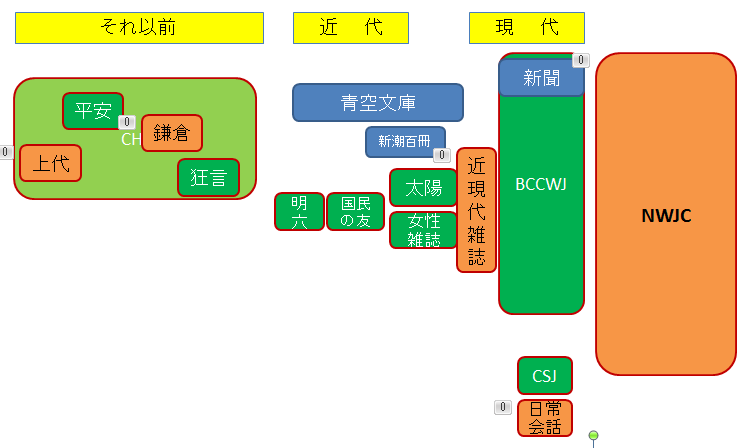 それ以前
近 代
現 代
平安
0
CH
鎌倉
0
上代
狂言
青空文庫
新潮百冊
0
太陽
明
六
国民
の友
女性
雑誌
近
現
代
雑
誌
0
新聞
BCCWJ
NWJC
CSJ
0
日常
会話